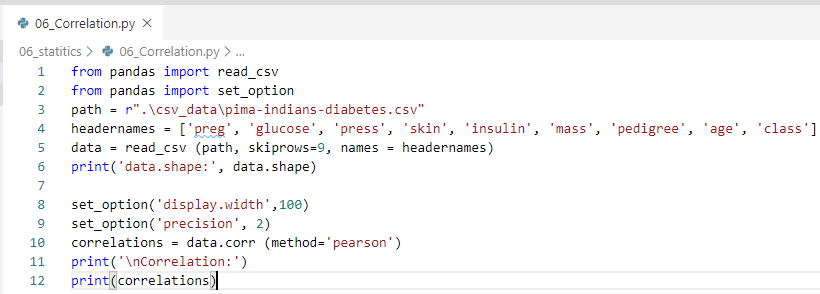 06_Correlation.py ×
06_statitics > 06_Correlation.py > ...
1 from pandas import read_csv
2 from pandas import set_option
3 path = r".\csv_data\pima-indians-diabetes.csv"
4 headernames = ['preg', 'glucose', 'press', 'skin', 'insulin', 'mass', 'pedigree', 'age', 'class']
5 data = read_csv (path, skiprows=9, names = headernames)
6 print('data.shape:', data.shape)
7
8 set_option('display.width',100)
9 set_option('precision', 2)
10 correlations = data.corr (method='pearson')
11 print('\nCorrelation:')
12 print(correlations)